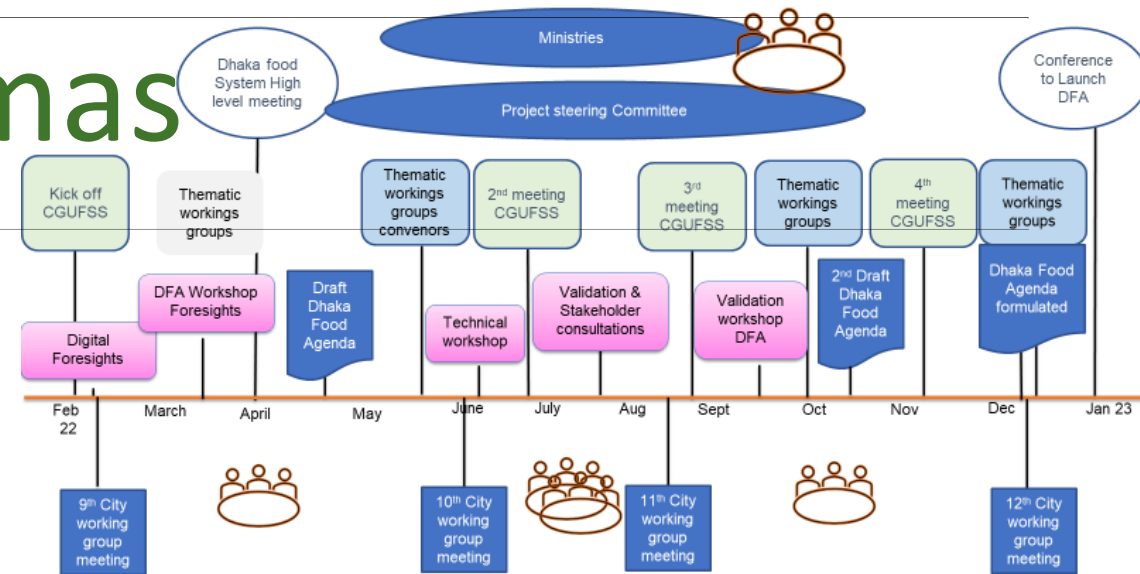 mas
Ministries
Dhaka food
System High
level meeting
Project steering Committee
Conference
to Launch
DFA
Kick off
CGUFSS
Thematic
workings
groups
Thematic
workings
groups
convenors
2nd meeting
CGUFSS
3rd
meeting
CGUFSS
Thematic
workings
groups
4th
meeting
CGUFSS
Thematic
workings
groups
Digital
Foresights
DFA Workshop
Foresights
Draft
Dhaka
Food
Agenda
Technical
workshop
Validation &
Stakeholder
consultations
Validation
workshop
DFA
2nd Draft
Dhaka
Food
Agenda
Dhaka Food
Agenda
formulated
Feb
22
March
April
May
June
July
Aug
Sept
Oct
Nov
Dec
Jan 23
9th City
working
group
meeting
10th City
working
group
meeting
11th City
working
group
meeting
12th City
working
group
meeting